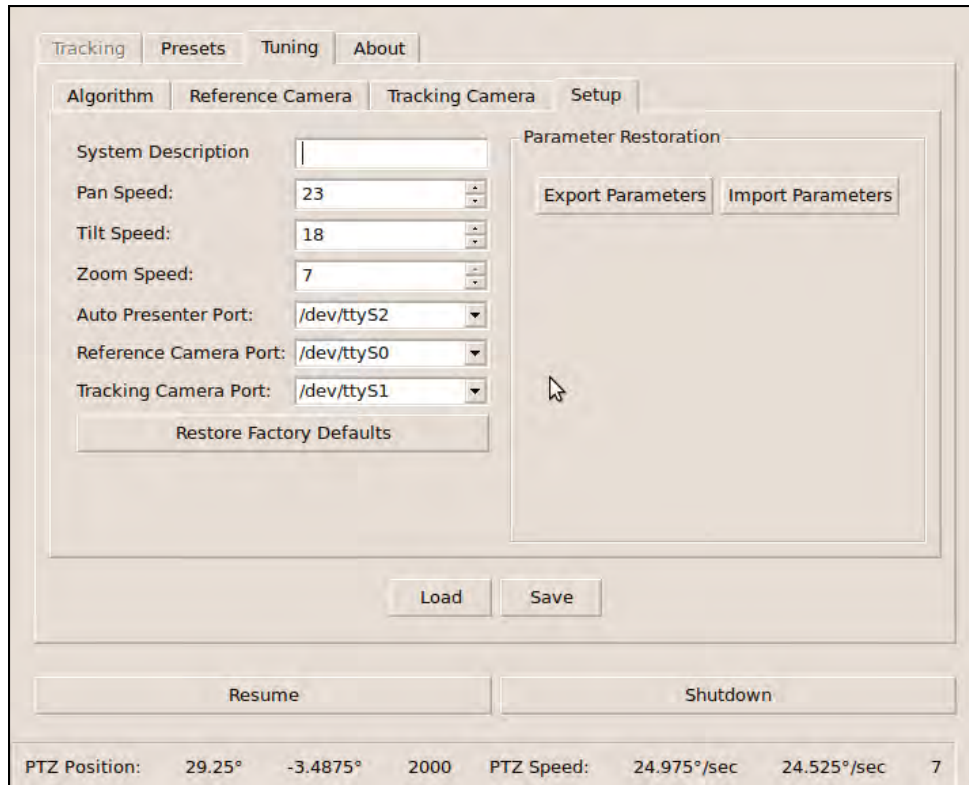 Tracking Presets Tuning About
Algorithm Reference Camera Tracking Camera Setup
System Description
Pan Speed: 23
Tilt Speed: 18
Zoom Speed: 7
Auto Presenter Port: /dev/ttyS2
Reference Camera Port: /dev/ttyS0
Tracking Camera Port: /dev/ttyS1
Restore Factory Defaults
Parameter Restoration
Export Parameters Import Parameters
Load Save
Resume Shutdown
PTZ Position: 29.25° -3.4875° 2000 PTZ Speed: 24.975°/sec 24.525°/sec 7